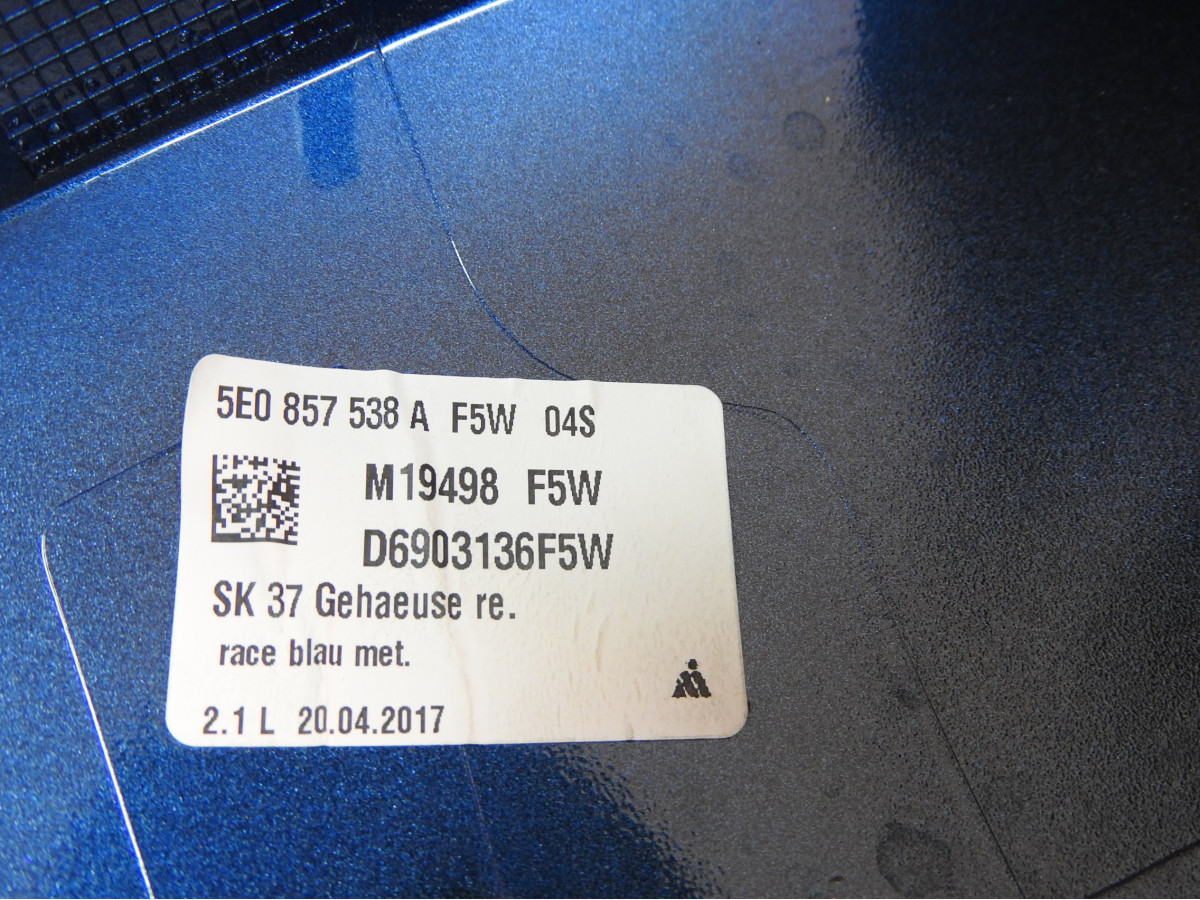 5E0 857 538 A F5W 04S
M19498 F5W
D6903136F5W
SK 37 Gehaeuse re.
race blau met.
2.1 L 20.04.2017